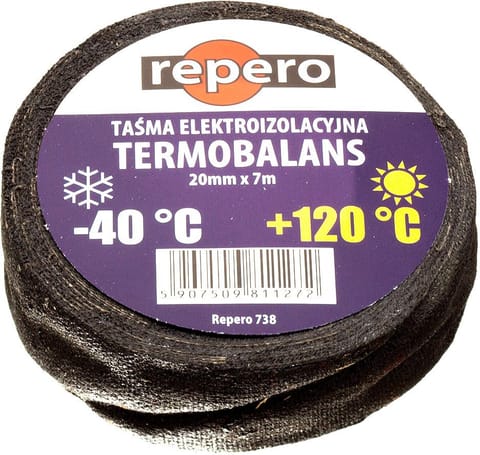 repero
TAŚMA ELEKTROIZOLACYJNA
TERMOBALANS
20mm x 7m
-40 °C +120 °C
5 907509 811272
Repero 738